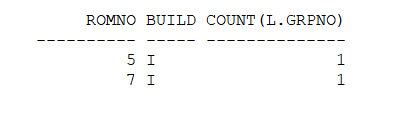 ROMNO BUILD COUNT(L.GRPNO)
---------- ----- --------------
5 I 1
7 I 1